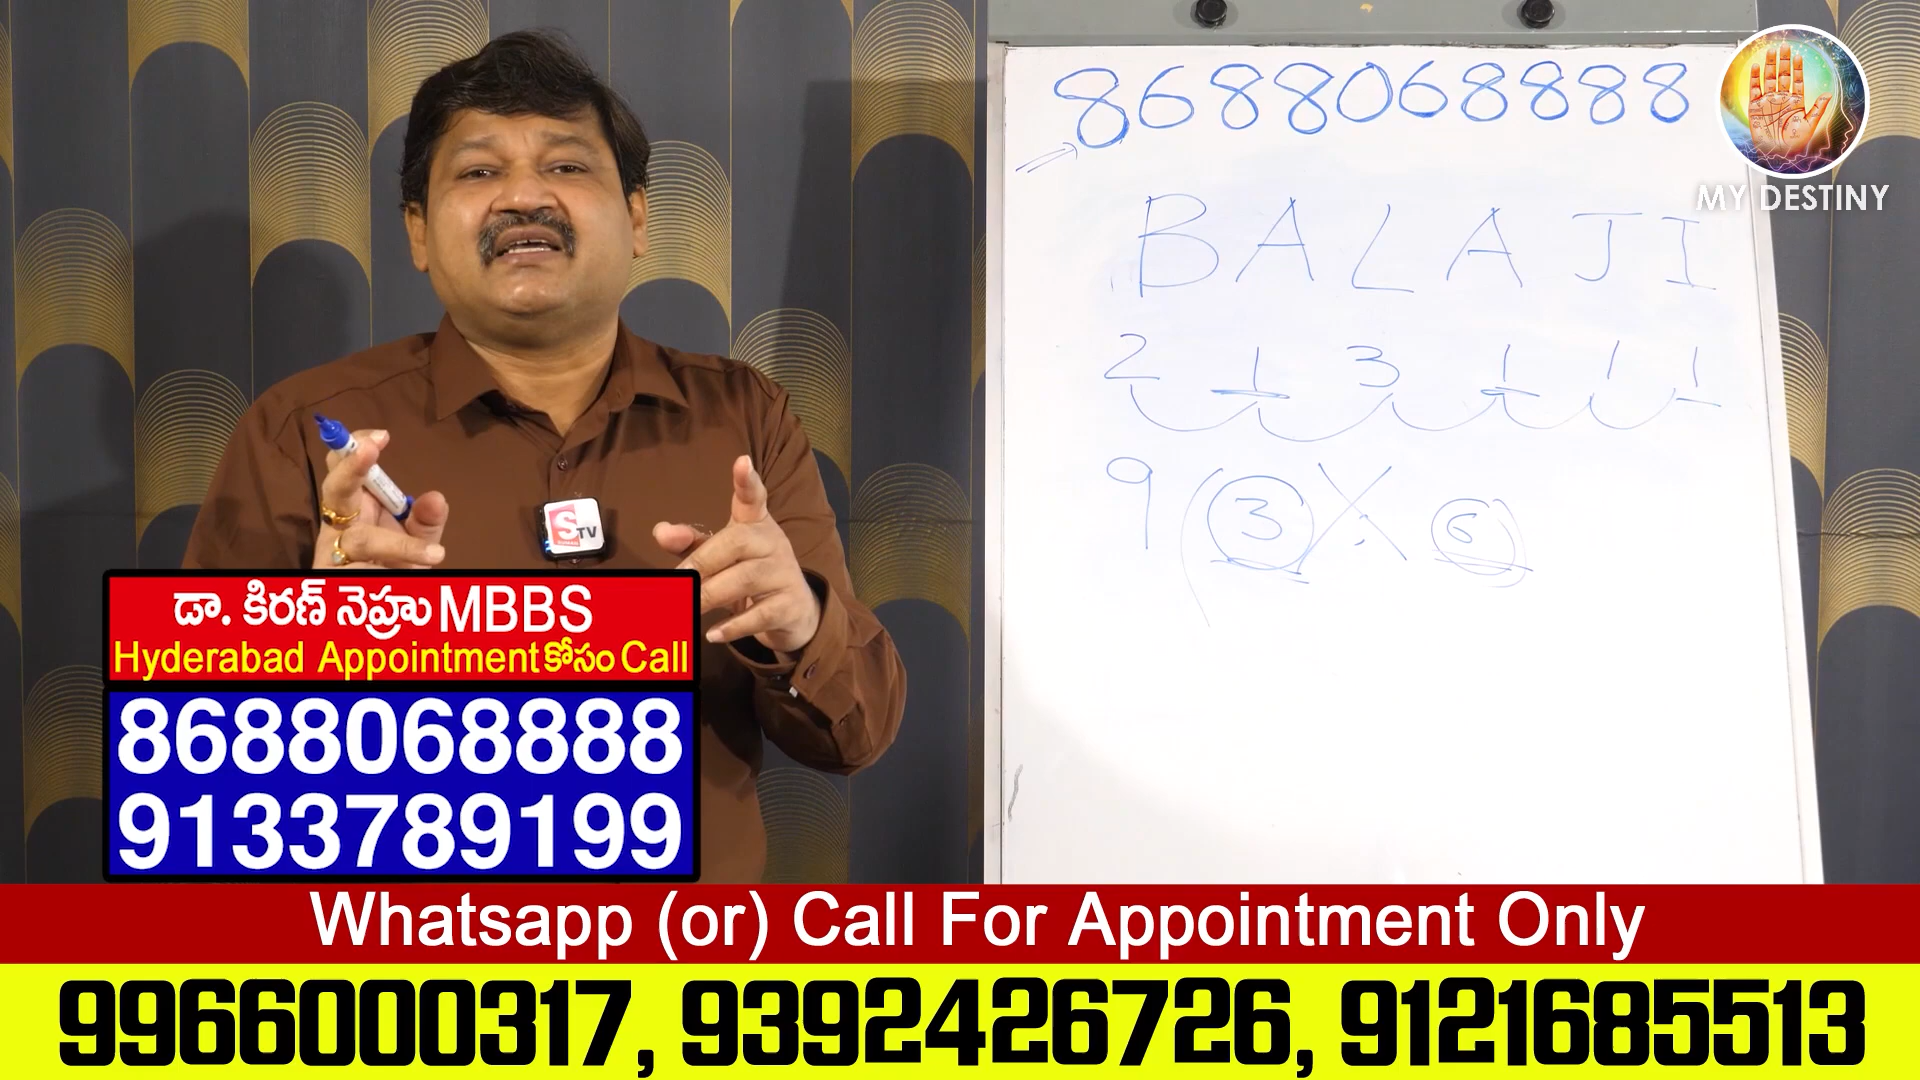 8688068888
MY DESTINY
BALAJI
2 1 3 1 1 1
9 3 6
STV
డా. కిరణ్ నెహ్రు MBBS
Hyderabad Appointment కోసం Call
8688068888
9133789199
Whatsapp (or) Call For Appointment Only
9966000317, 9392426726, 9121685513